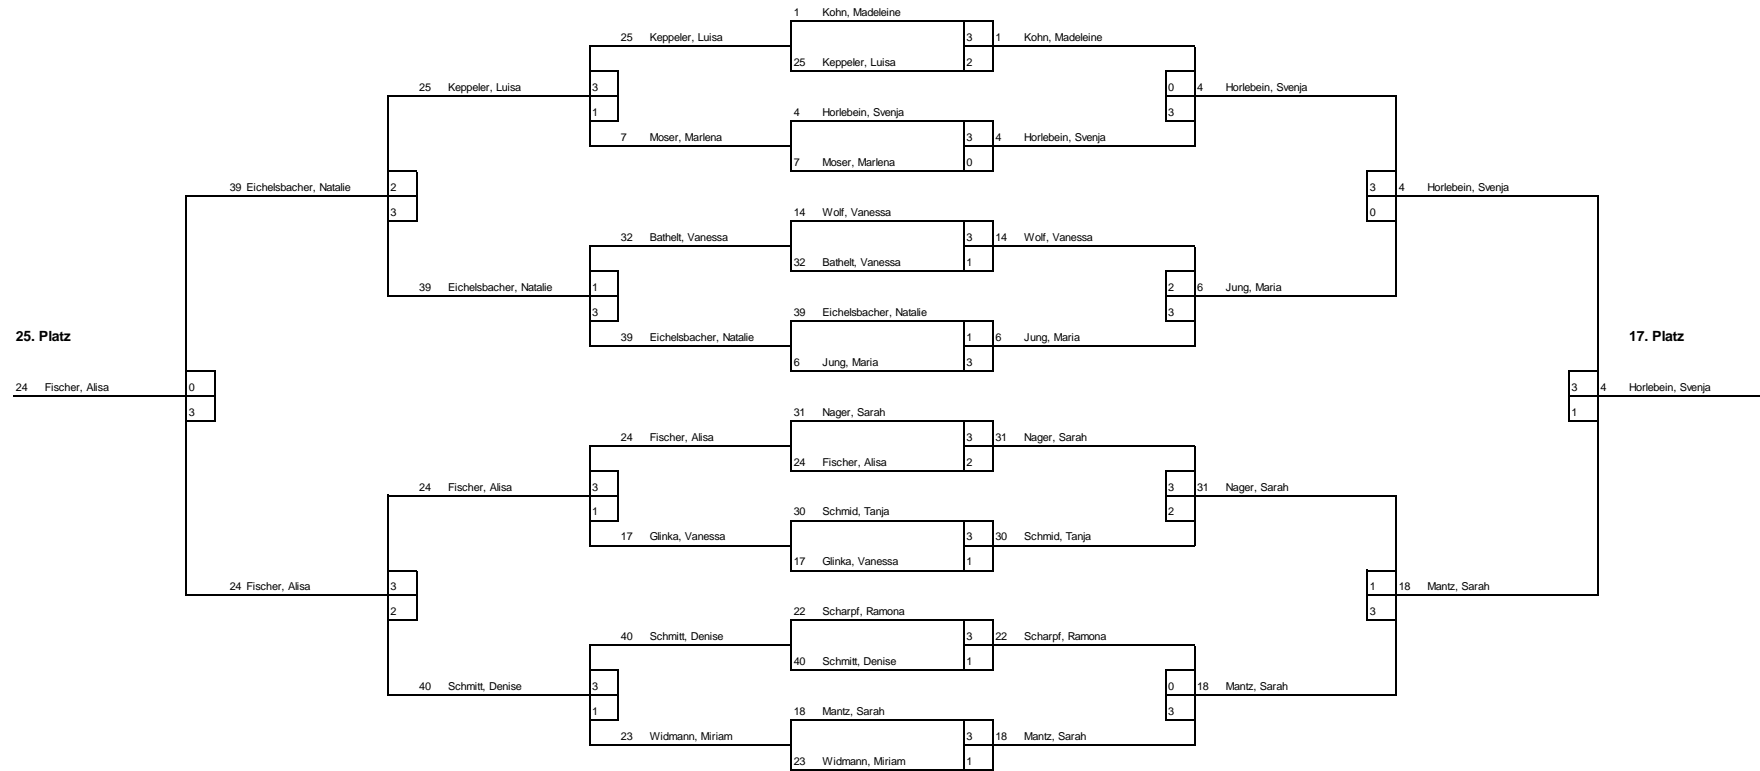 1 Kohn, Madeleine
25 Keppeler, Luisa 3 1 Kohn, Madeleine
25 Keppeler, Luisa 2
25 Keppeler, Luisa 3 0 4 Horlebein, Svenja
1 4 Horlebein, Svenja 3
7 Moser, Marlena 3 4 Horlebein, Svenja
7 Moser, Marlena 0
39 Eichelsbacher, Natalie 2 3 4 Horlebein, Svenja
3 14 Wolf, Vanessa 0
32 Bathelt, Vanessa 3 14 Wolf, Vanessa
32 Bathelt, Vanessa 1
39 Eichelsbacher, Natalie 1 2 6 Jung, Maria
3 39 Eichelsbacher, Natalie 3
25. Platz 39 Eichelsbacher, Natalie 1 6 Jung, Maria 17. Platz
6 Jung, Maria 3
24 Fischer, Alisa 0 3 4 Horlebein, Svenja
3 31 Nager, Sarah 1
24 Fischer, Alisa 3 31 Nager, Sarah
24 Fischer, Alisa 2
24 Fischer, Alisa 3 3 31 Nager, Sarah
1 30 Schmid, Tanja 2
17 Glinka, Vanessa 3 30 Schmid, Tanja
17 Glinka, Vanessa 1
24 Fischer, Alisa 3 1 18 Mantz, Sarah
2 22 Scharpf, Ramona 3
40 Schmitt, Denise 3 22 Scharpf, Ramona
40 Schmitt, Denise 1
40 Schmitt, Denise 3 0 18 Mantz, Sarah
1 18 Mantz, Sarah 3
23 Widmann, Miriam 3 18 Mantz, Sarah
23 Widmann, Miriam 1